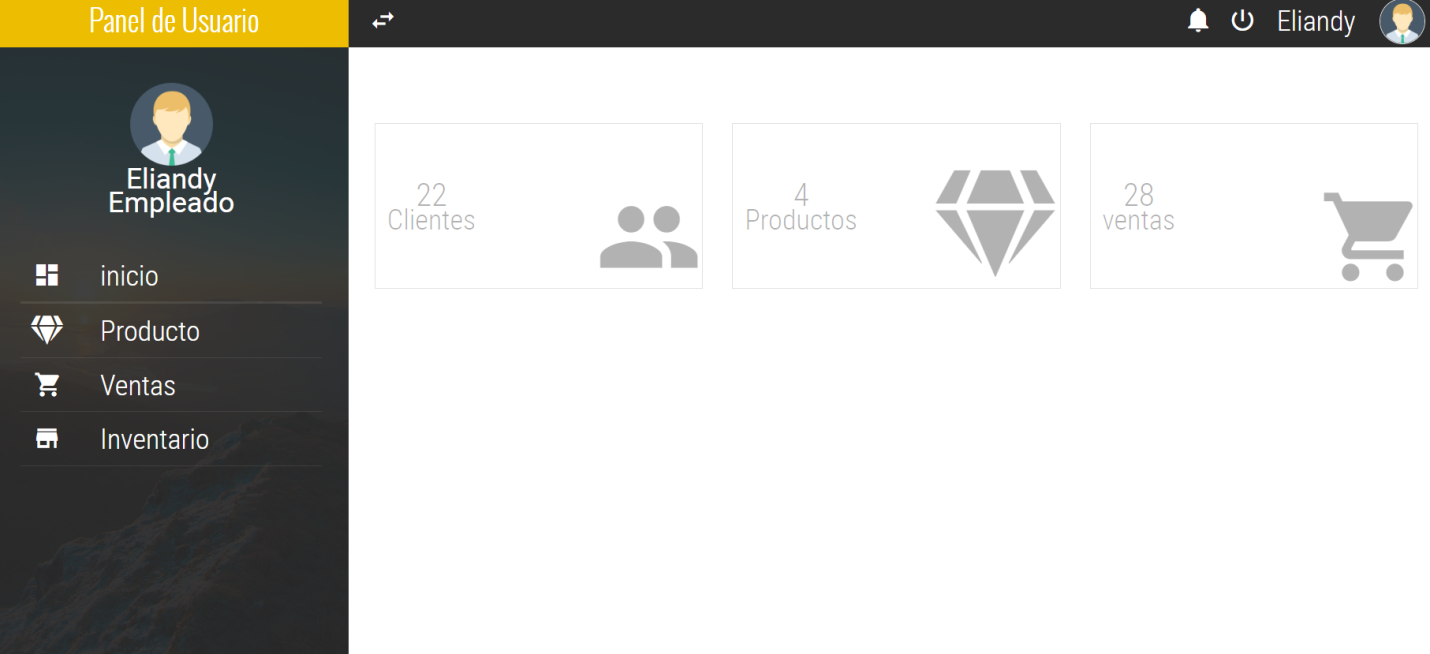 Panel de Usuario
Eliandy
Eliandy
Empleado
inicio
Producto
Ventas
Inventario
22
Clientes
4
Productos
28
ventas